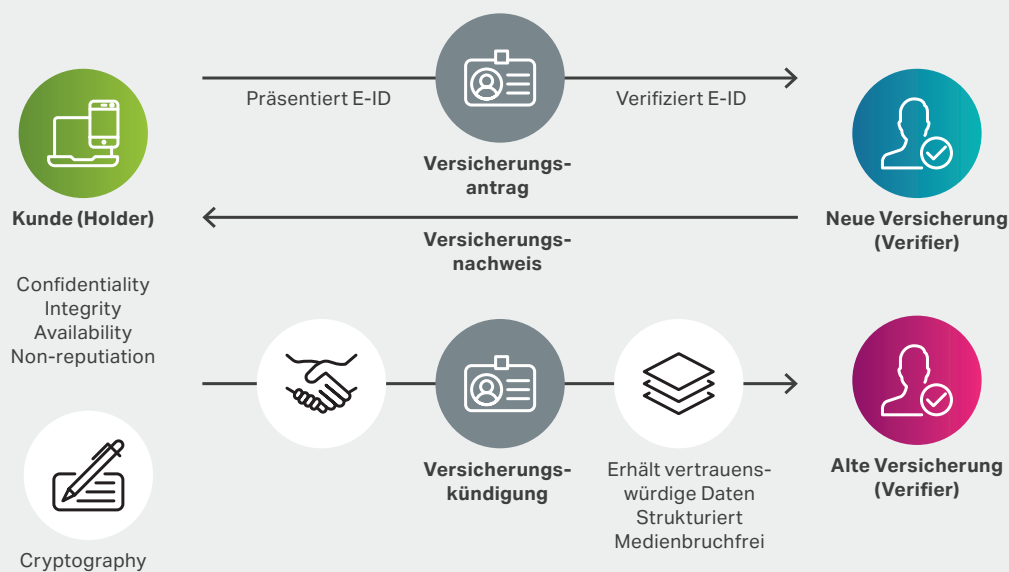 Präsentiert E-ID
Verifiziert E-ID
Versicherungs-
antrag
Kunde (Holder)
Neue Versicherung
(Verifier)
Versicherungs-
nachweis
Confidentiality
Integrity
Availability
Non-reputiation
Versicherungs-
kündigung
Erhält vertrauens-
würdige Daten
Strukturiert
Medienbruchfrei
Alte Versicherung
(Verifier)
Cryptography